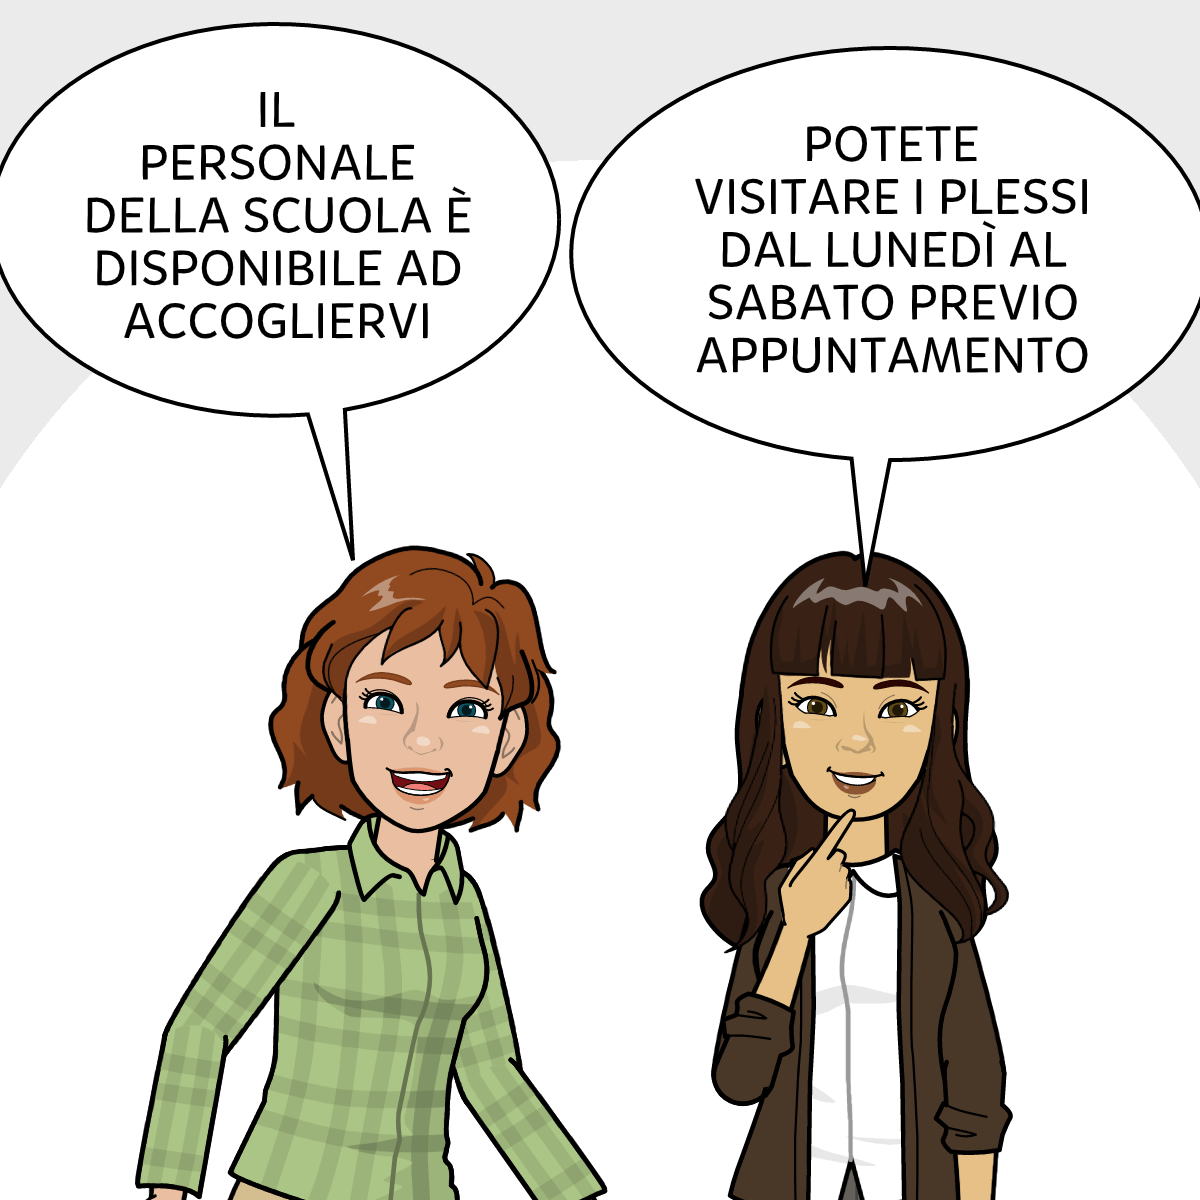 IL
PERSONALE
DELLA SCUOLA È
DISPONIBILE AD
ACCOGLIERVI
POTETE
VISITARE I PLESSI
DAL LUNEDÌ AL
SABATO PREVIO
APPUNTAMENTO